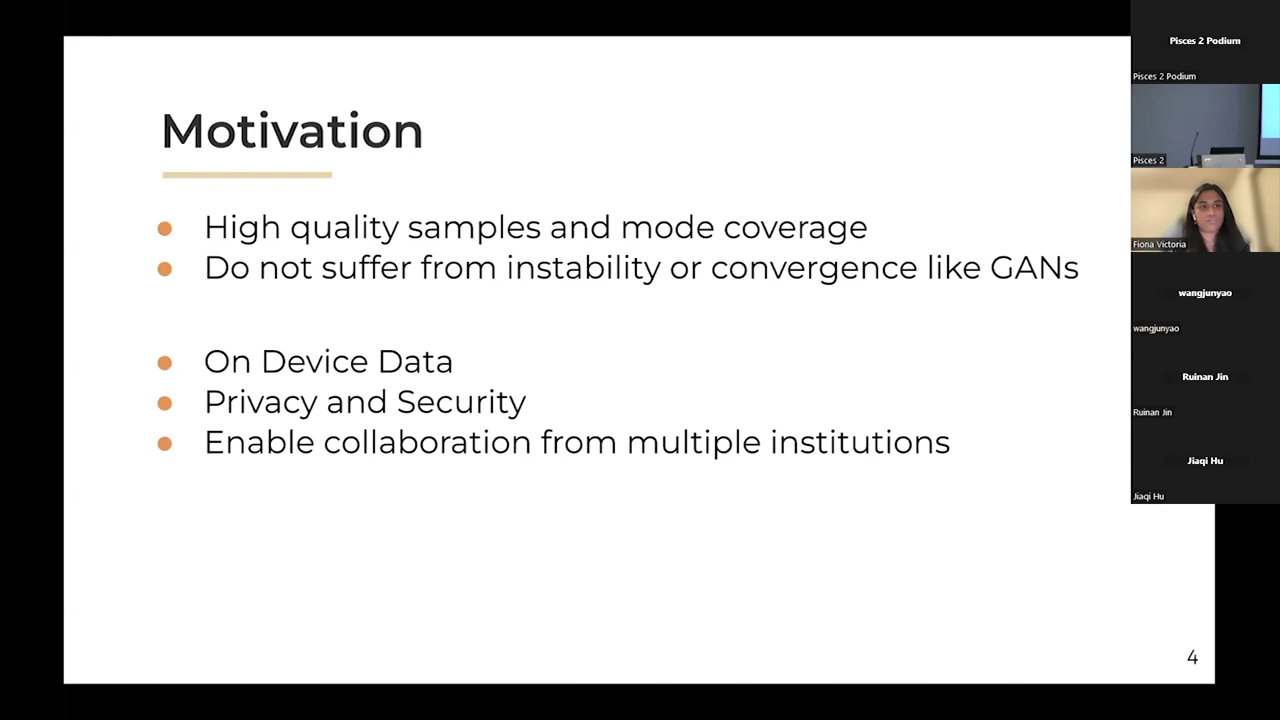 Motivation
High quality samples and mode coverage
Do not suffer from instability or convergence like GANs
On Device Data
Privacy and Security
Enable collaboration from multiple institutions
4
Pisces 2 Podium
Pisces 2 Podium
Pisces 2
Fiona Victoria
wangjunyao
wangjunyao
Ruinan Jin
Ruinan Jin
Jiaqi Hu
Jiaqi Hu